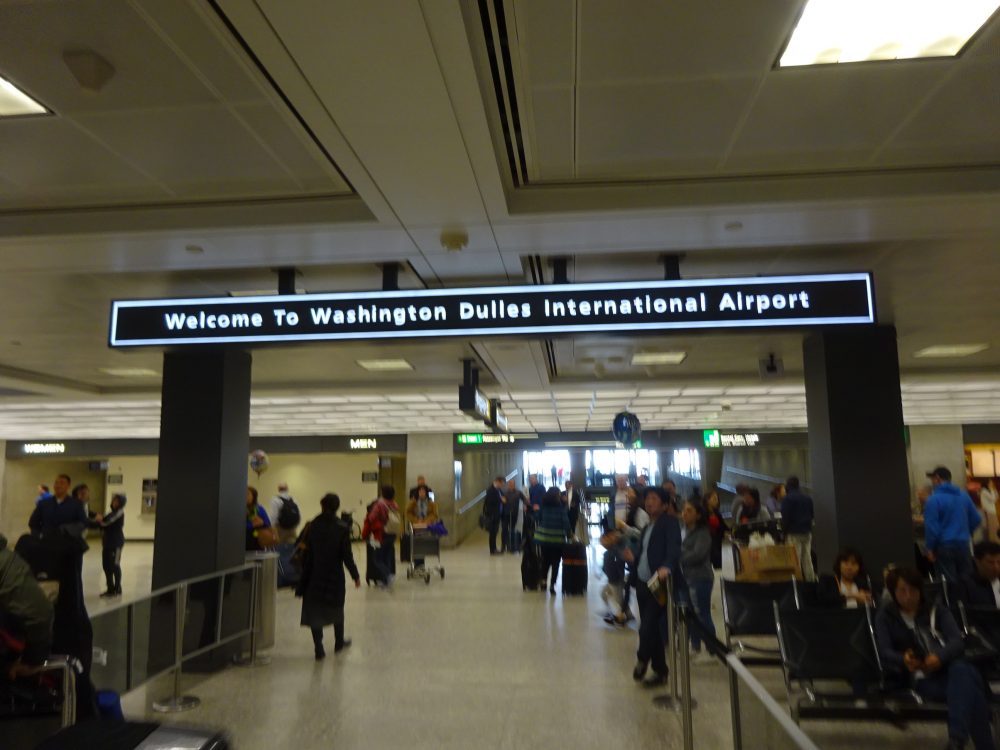 Welcome To Washington Dulles International Airport
WOMEN
MEN